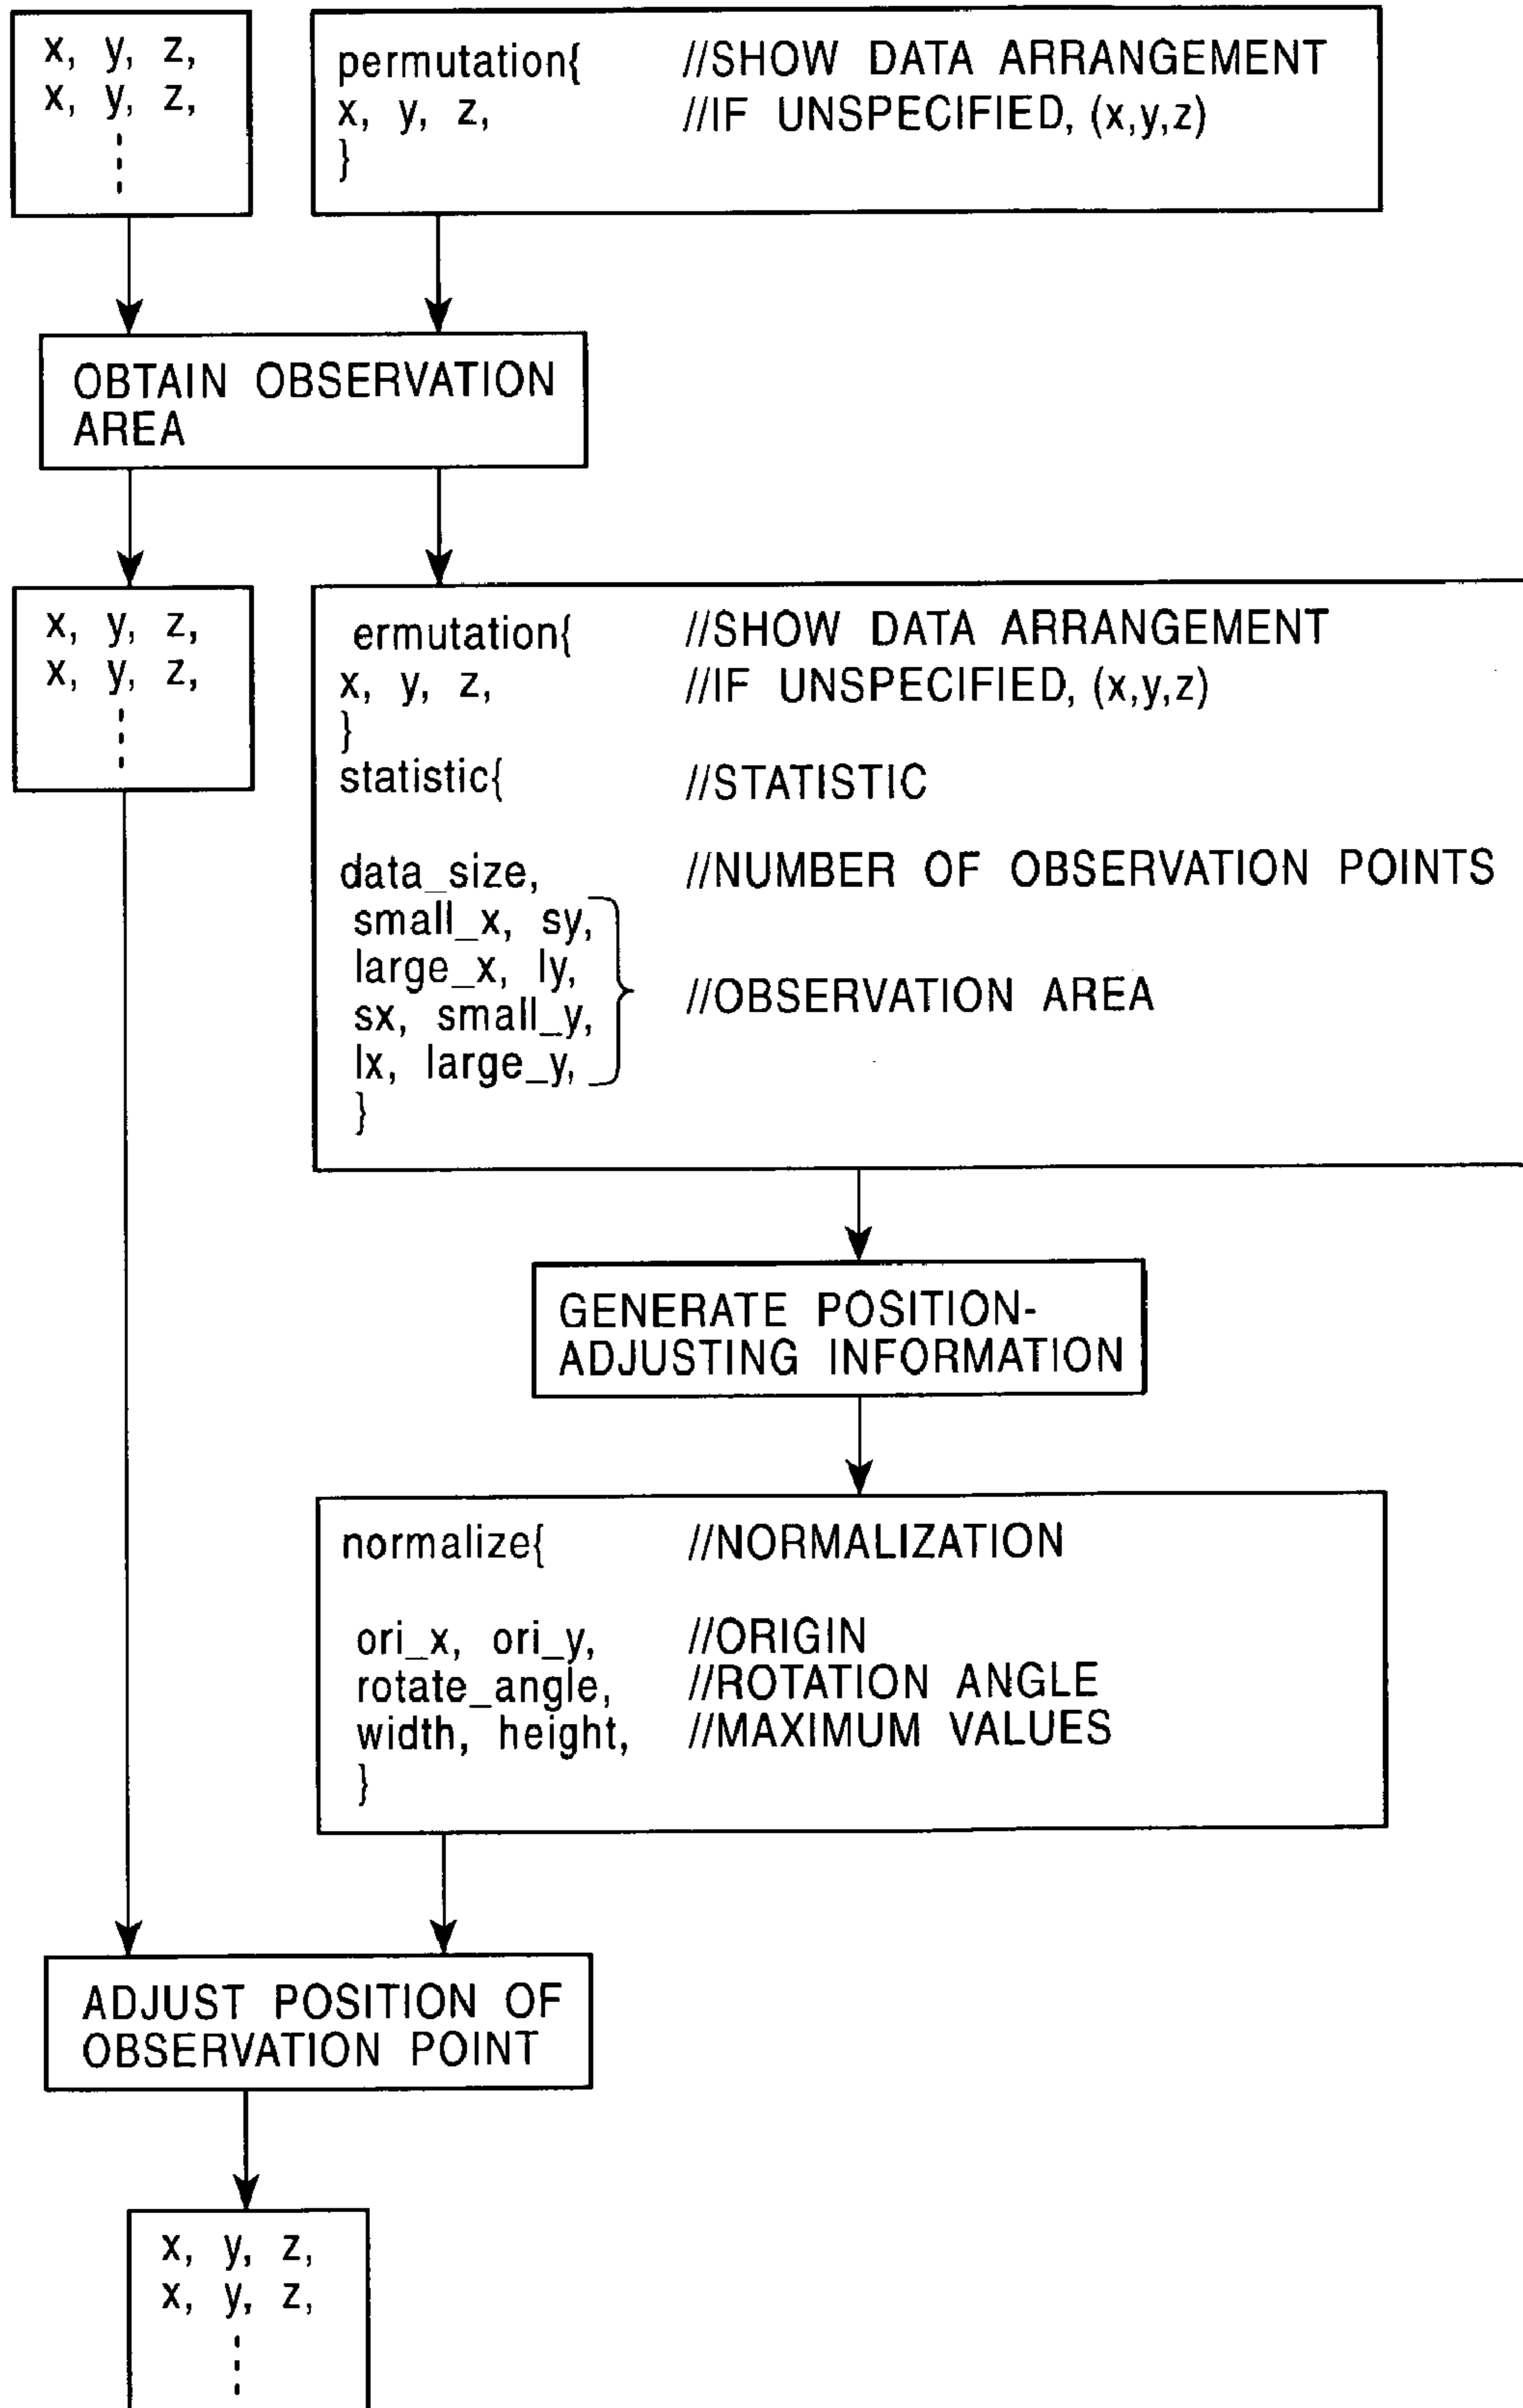 x, y, z,
x, y, z,
permutation{ //SHOW DATA ARRANGEMENT
x, y, z, //IF UNSPECIFIED, (x,y,z)
}
OBTAIN OBSERVATION
AREA
x, y, z,
x, y, z,
ermutation{ //SHOW DATA ARRANGEMENT
x, y, z, //IF UNSPECIFIED, (x,y,z)
}
statistic{ //STATISTIC
data_size, //NUMBER OF OBSERVATION POINTS
small_x, sy,
large_x, ly,
//OBSERVATION AREA
sx, small_y,
lx, large_y,
}
GENERATE POSITION-
ADJUSTING INFORMATION
normalize{ //NORMALIZATION
ori_x, ori_y, //ORIGIN
rotate_angle, //ROTATION ANGLE
width, height, //MAXIMUM VALUES
}
ADJUST POSITION OF
OBSERVATION POINT
x, y, z,
x, y, z,